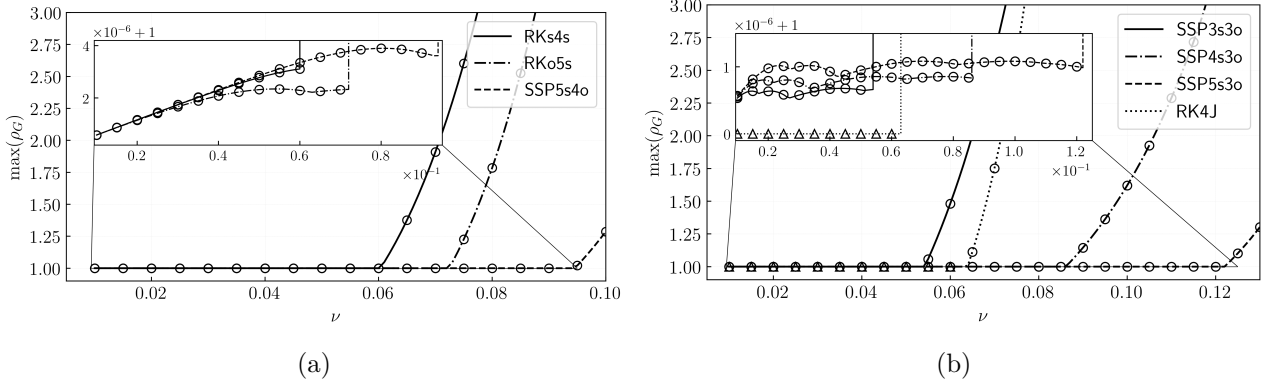 3.00
2.75
2.50
2.25
2.00
1.75
1.50
1.25
1.00
max(ρG)
×10−6 + 1
4
2
0.2 0.4 0.6 0.8
×10−1
RKs4s
RKo5s
SSP5s4o
0.02 0.04 0.06 0.08 0.10
ν
(a)
3.00
2.75
2.50
2.25
2.00
1.75
1.50
1.25
1.00
max(ρG)
×10−6 + 1
1
0
0.2 0.4 0.6 0.8 1.0 1.2
×10−1
SSP3s3o
SSP4s3o
SSP5s3o
RK4J
0.02 0.04 0.06 0.08 0.10 0.12
ν
(b)